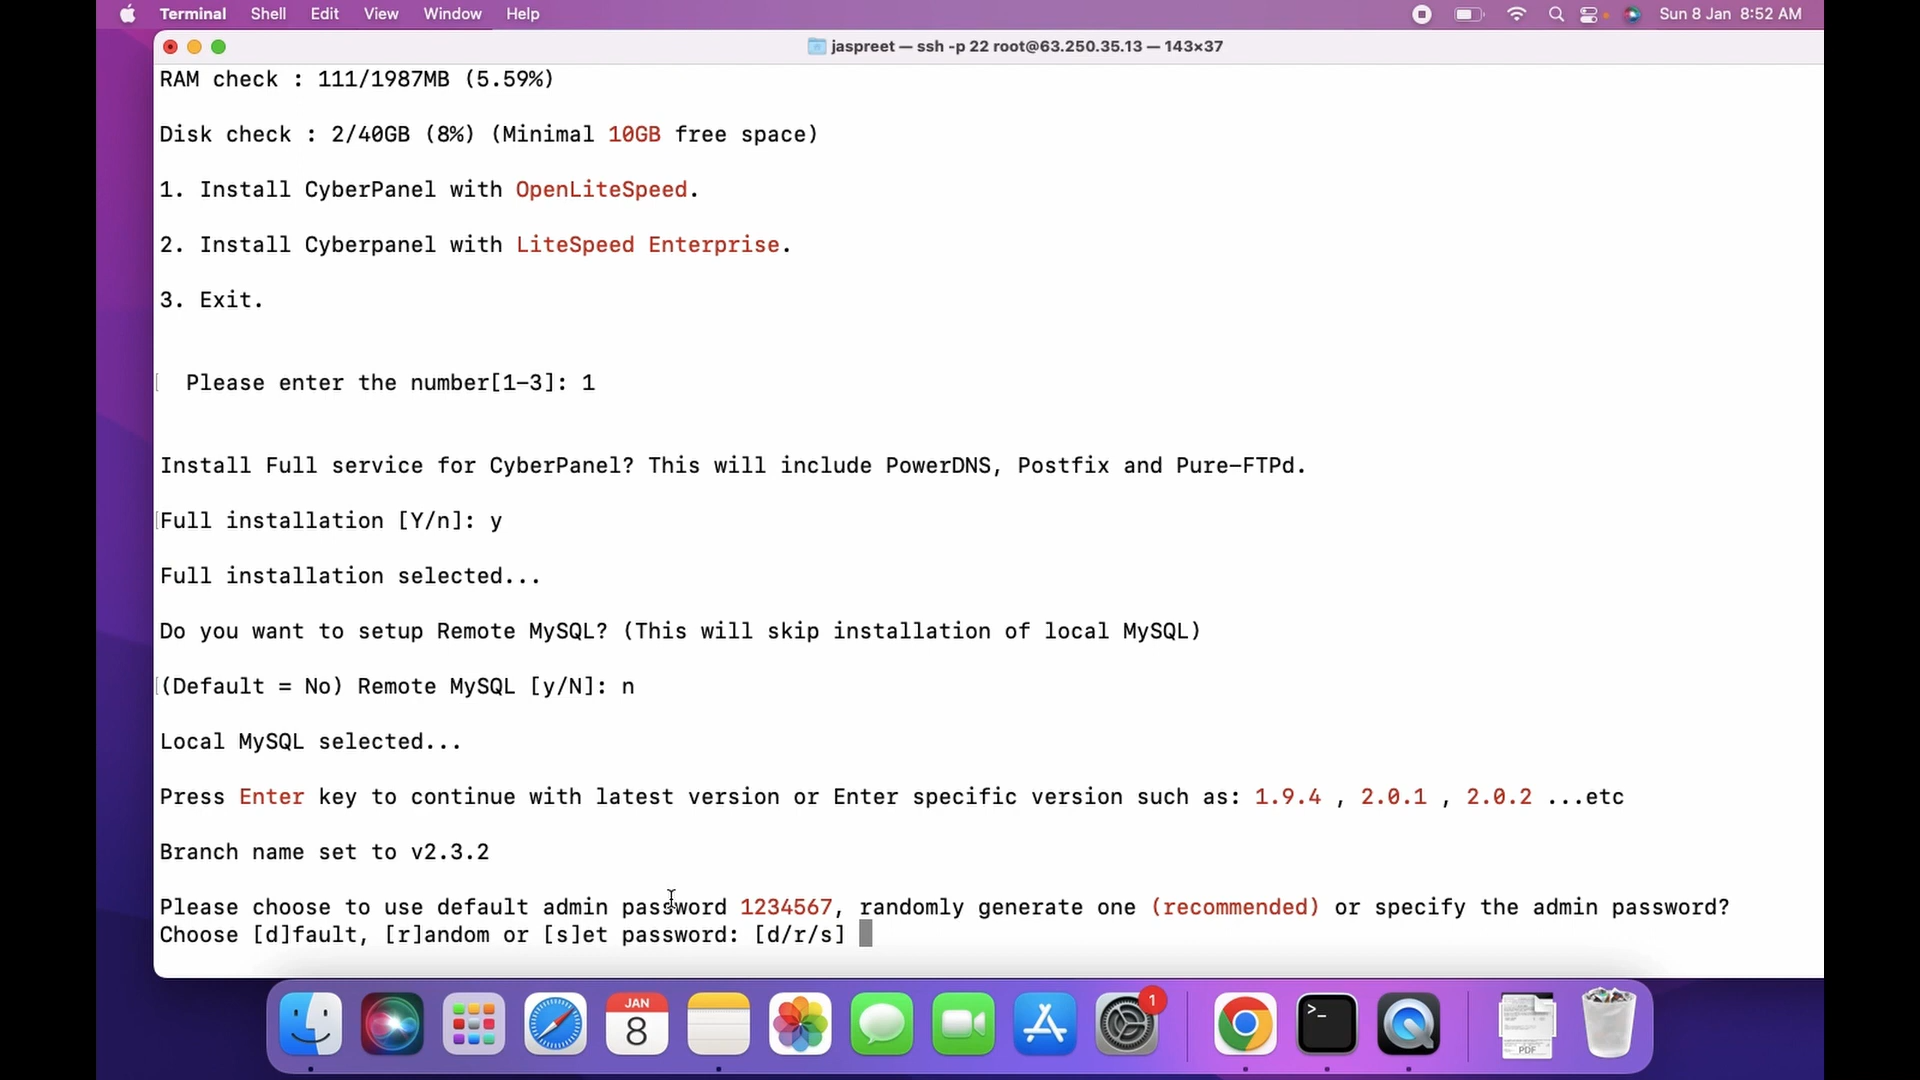 Terminal Shell Edit View Window Help Sun 8 Jan 8:52 AM
jaspreet — ssh -p 22 root@63.250.35.13 — 143×37
RAM check : 111/1987MB (5.59%)
Disk check : 2/40GB (8%) (Minimal 10GB free space)
1. Install CyberPanel with OpenLiteSpeed.
2. Install Cyberpanel with LiteSpeed Enterprise.
3. Exit.
[ Please enter the number[1-3]: 1
Install Full service for CyberPanel? This will include PowerDNS, Postfix and Pure-FTPd.
[Full installation [Y/n]: y
Full installation selected...
Do you want to setup Remote MySQL? (This will skip installation of local MySQL)
[(Default = No) Remote MySQL [y/N]: n
Local MySQL selected...
Press Enter key to continue with latest version or Enter specific version such as: 1.9.4 , 2.0.1 , 2.0.2 ...etc
Branch name set to v2.3.2
Please choose to use default admin password 1234567, randomly generate one (recommended) or specify the admin password?
Choose [d]fault, [r]andom or [s]et password: [d/r/s]
JAN
8
1
>_
PDF